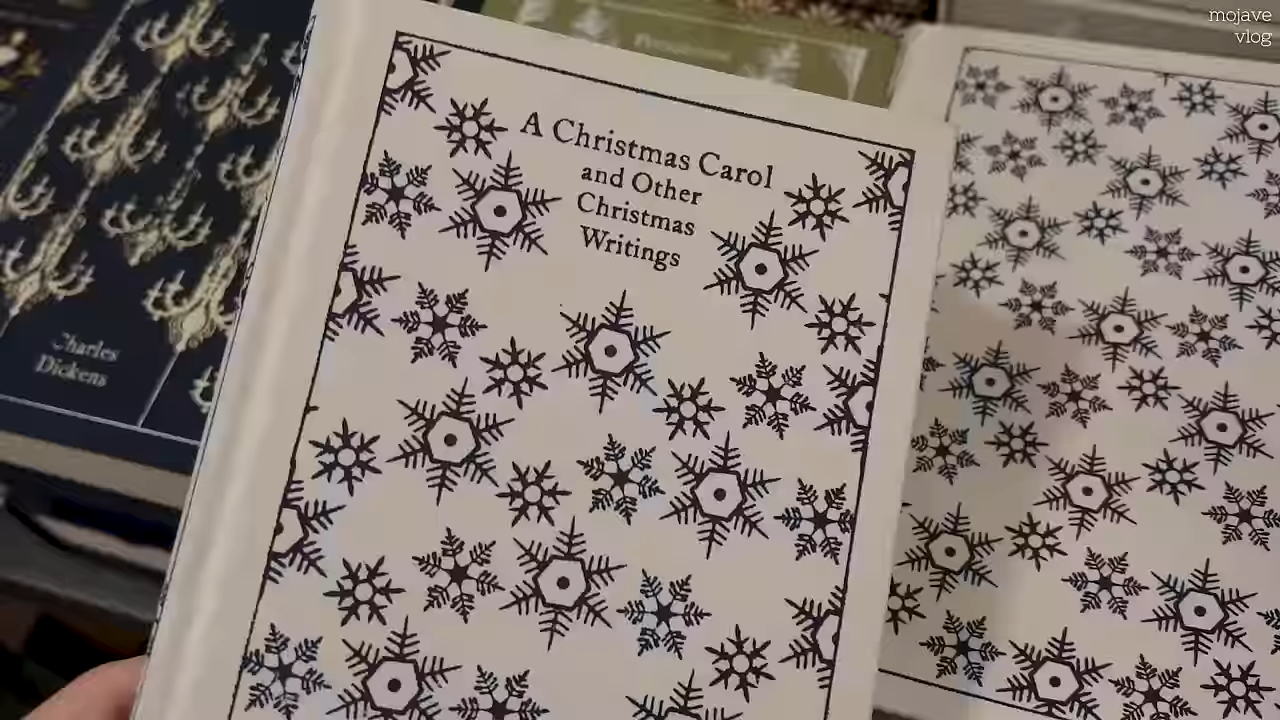 mojave
vlog
A Christmas Carol
and Other
Christmas
Writings
Charles
Dickens